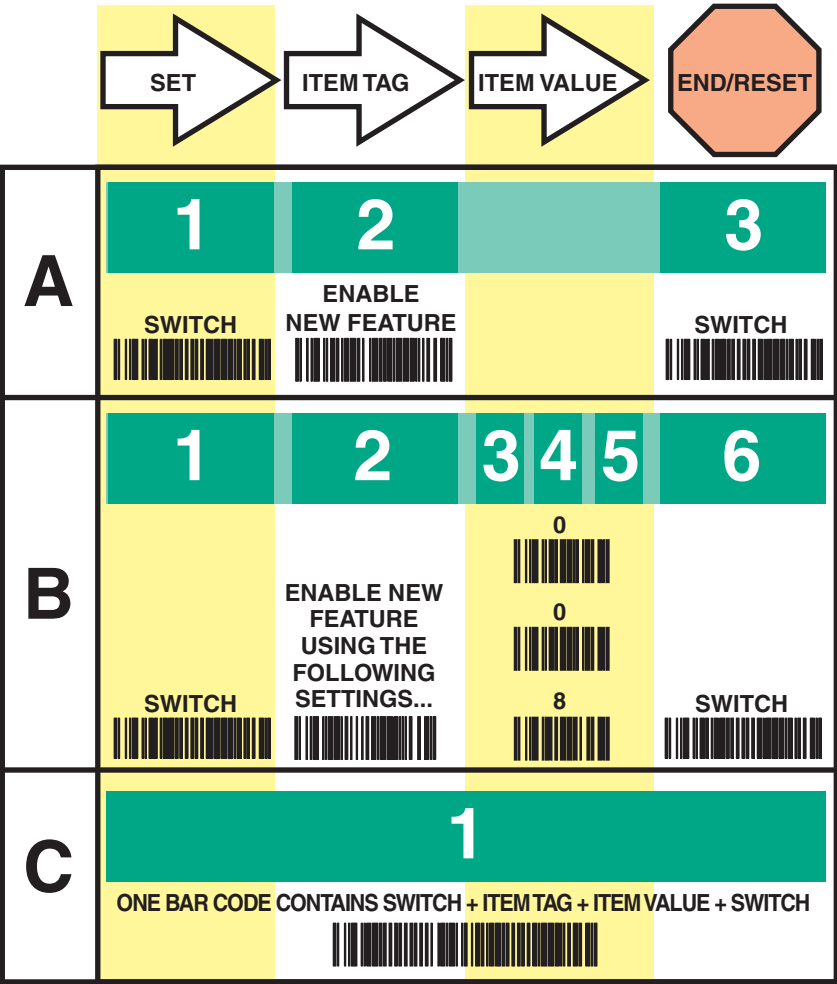 SET
ITEM TAG
ITEM VALUE
END/RESET
A
1
2
3
SWITCH
ENABLE
NEW FEATURE
SWITCH
B
1
2
3
4
5
6
SWITCH
ENABLE NEW
FEATURE
USING THE
FOLLOWING
SETTINGS...
0
0
8
SWITCH
C
1
ONE BAR CODE CONTAINS SWITCH + ITEM TAG + ITEM VALUE + SWITCH